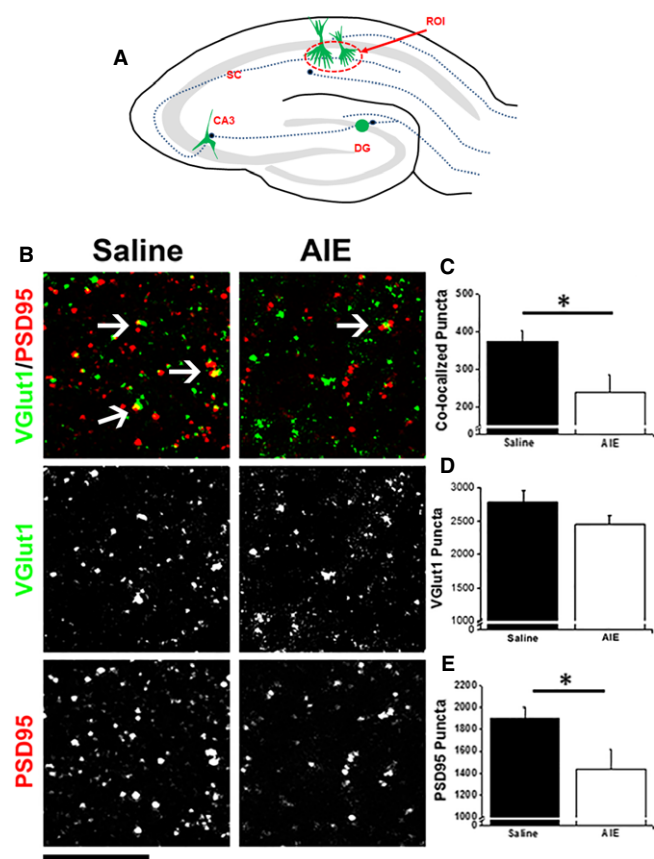 A
ROI
SC
CA3
DG
B
Saline
AIE
VGlut1/PSD95
VGlut1
PSD95
C
Co-localized Puncta
500
400
300
200
0
*
Saline
AIE
D
VGlut1 Puncta
3000
2500
2000
1500
1000
0
Saline
AIE
E
PSD95 Puncta
2200
2000
1800
1600
1400
1000
0
*
Saline
AIE